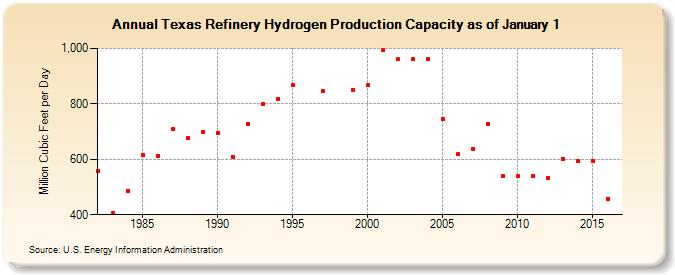 Annual Texas Refinery Hydrogen Production Capacity as of January 1
Million Cubic Feet per Day
1,000
800
600
400
1985 1990 1995 2000 2005 2010 2015
Source: U.S. Energy Information Administration